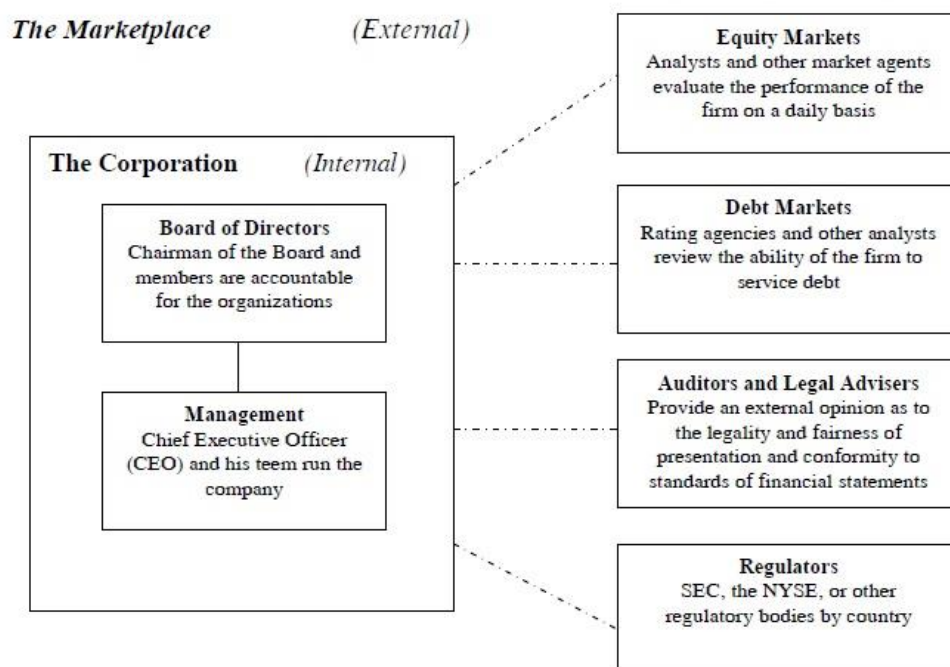 The Marketplace (External)
The Corporation (Internal)
Board of Directors
Chairman of the Board and
members are accountable
for the organizations
Management
Chief Executive Officer
(CEO) and his teem run the
company
Equity Markets
Analysts and other market agents
evaluate the performance of the
firm on a daily basis
Debt Markets
Rating agencies and other analysts
review the ability of the firm to
service debt
Auditors and Legal Advisers
Provide an external opinion as to
the legality and fairness of
presentation and conformity to
standards of financial statements
Regulators
SEC, the NYSE, or other
regulatory bodies by country